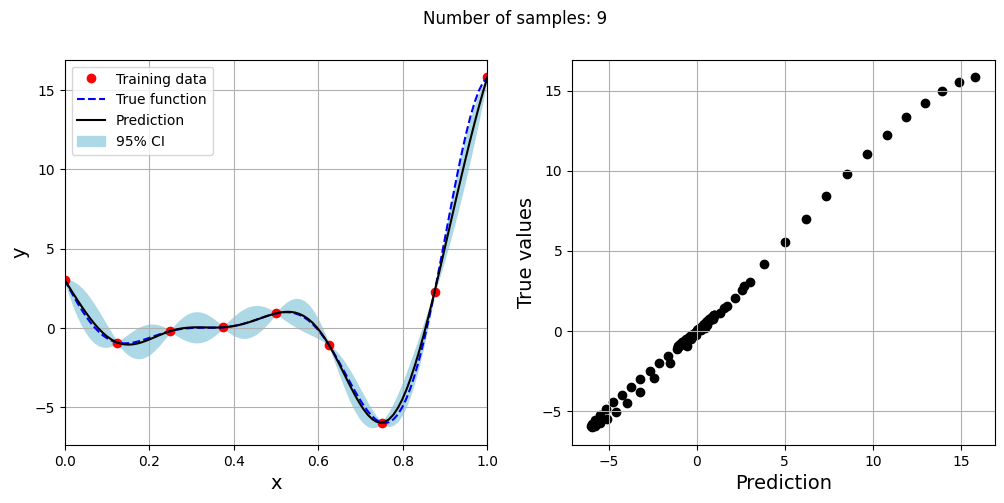 Number of samples: 9
Training data
True function
Prediction
95% CI
y
15
10
5
0
−5
0.0 0.2 0.4 0.6 0.8 1.0
x
True values
15
10
5
0
−5
−5 0 5 10 15
Prediction